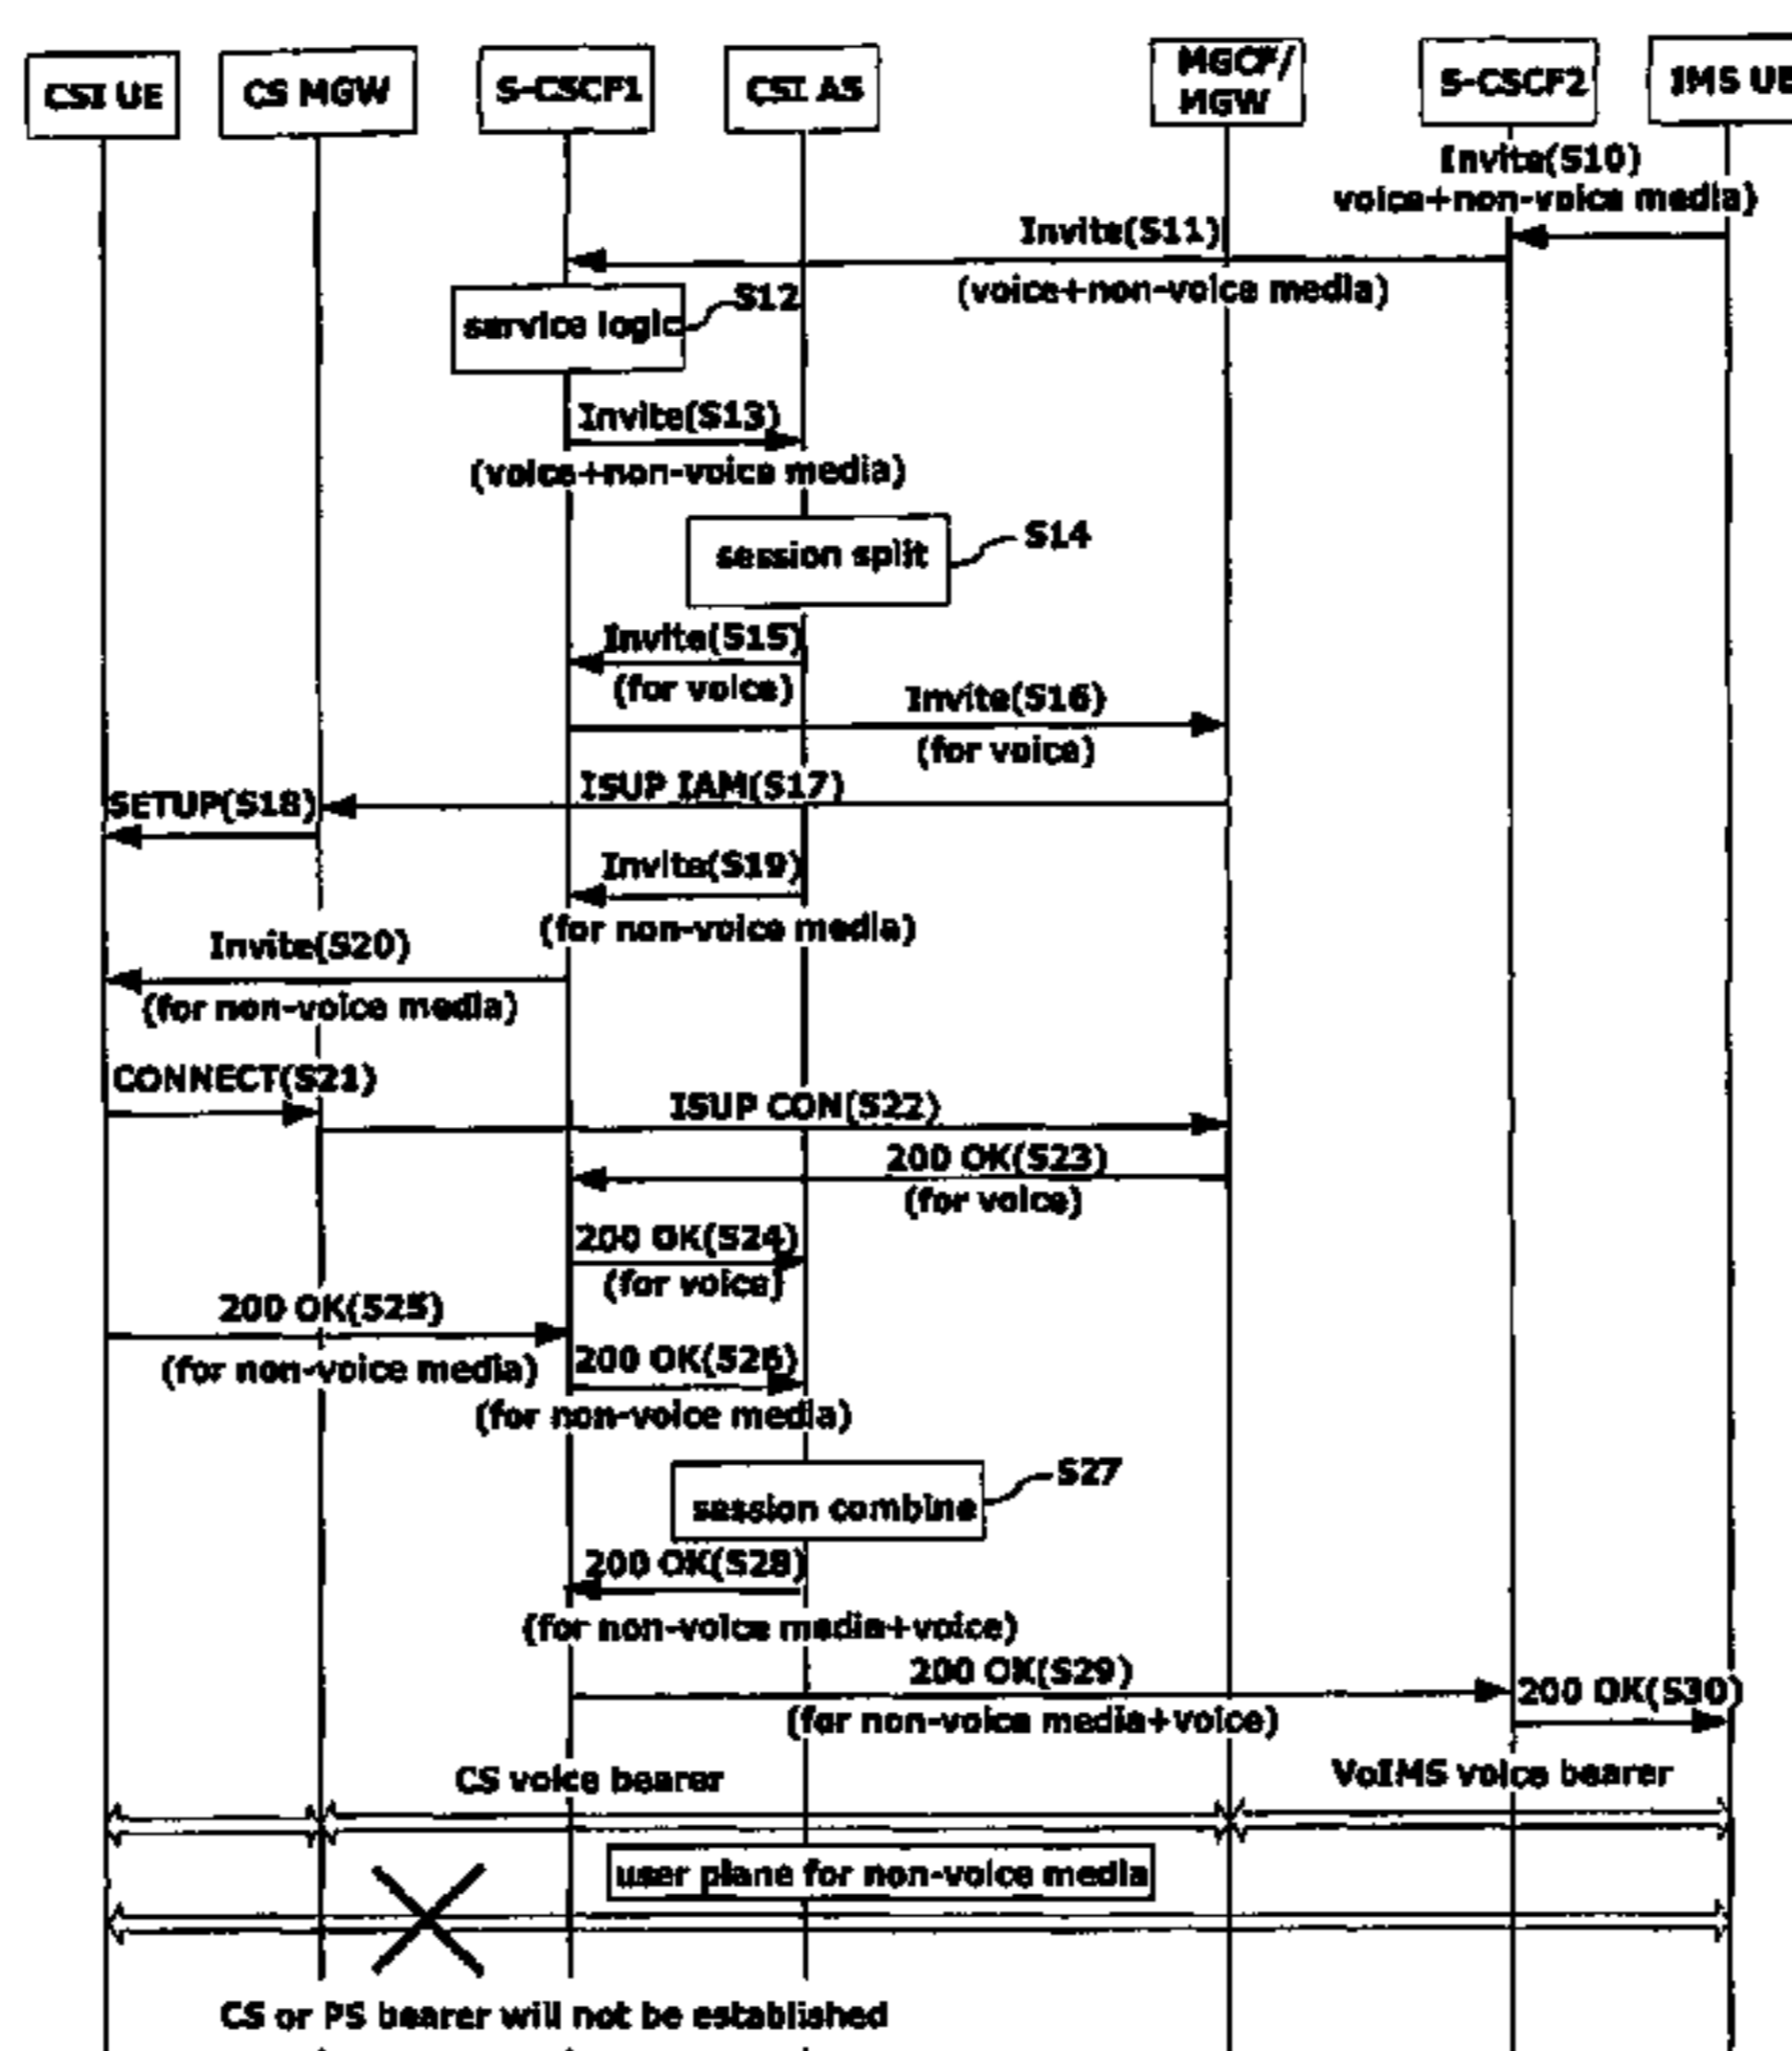 CSI UE
CS MGW
S-CSCF1
CSI AS
MGCF/
MGW
S-CSCF2
IMS UE
Invite(S10)
voice+non-voice media)
Invite(S11)
(voice+non-voice media)
service logic
S12
Invite(S13)
(voice+non-voice media)
session split
S14
Invite(S15)
(for voice)
Invite(S16)
(for voice)
ISUP IAM(S17)
SETUP(S18)
Invite(S19)
(for non-voice media)
Invite(S20)
(for non-voice media)
CONNECT(S21)
ISUP CON(S22)
200 OK(S23)
(for voice)
200 OK(S24)
(for voice)
200 OK(S25)
(for non-voice media)
200 OK(S26)
(for non-voice media)
session combine
S27
200 OK(S28)
(for non-voice media+voice)
200 OK(S29)
(for non-voice media+voice)
200 OK(S30)
CS voice bearer
VoIMS voice bearer
user plane for non-voice media
CS or PS bearer will not be established